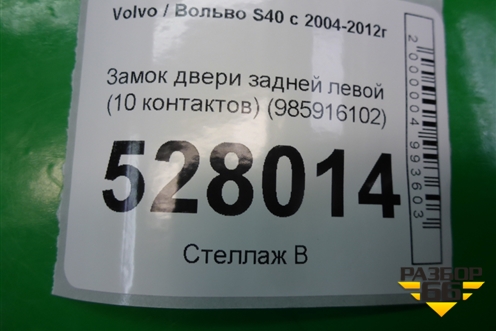 Volvo / Вольво S40 с 2004-2012г
Замок двери задней левой
(10 контактов) (985916102)
528014
Стеллаж В
2000004993603
РАЗБОР
66